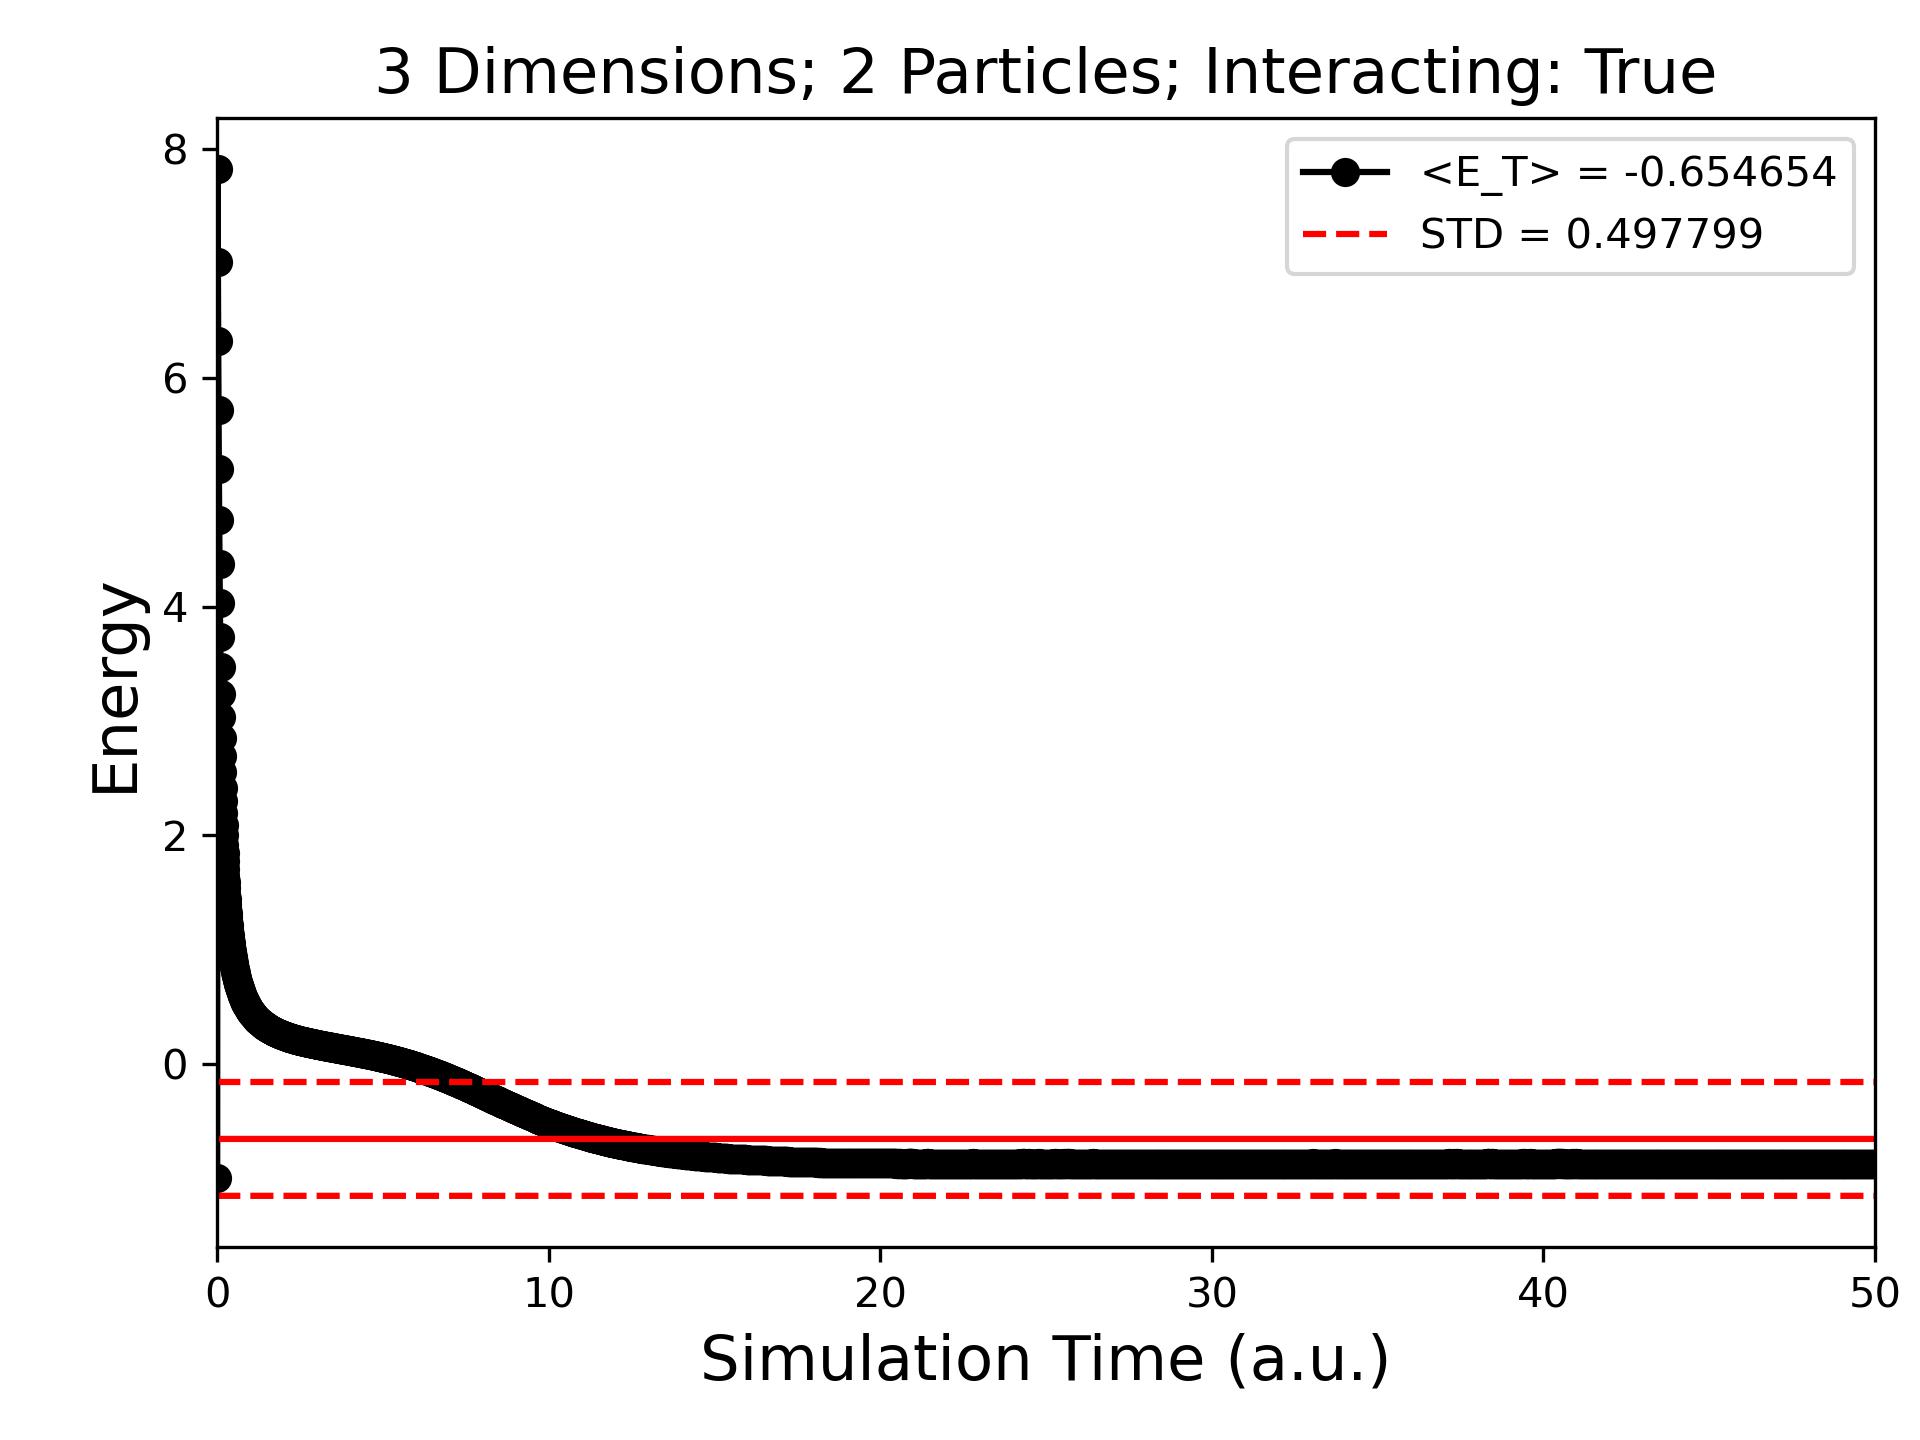 3 Dimensions; 2 Particles; Interacting: True
<E_T> = -0.654654
STD = 0.497799
8
6
4
2
0
Energy
0 10 20 30 40 50
Simulation Time (a.u.)